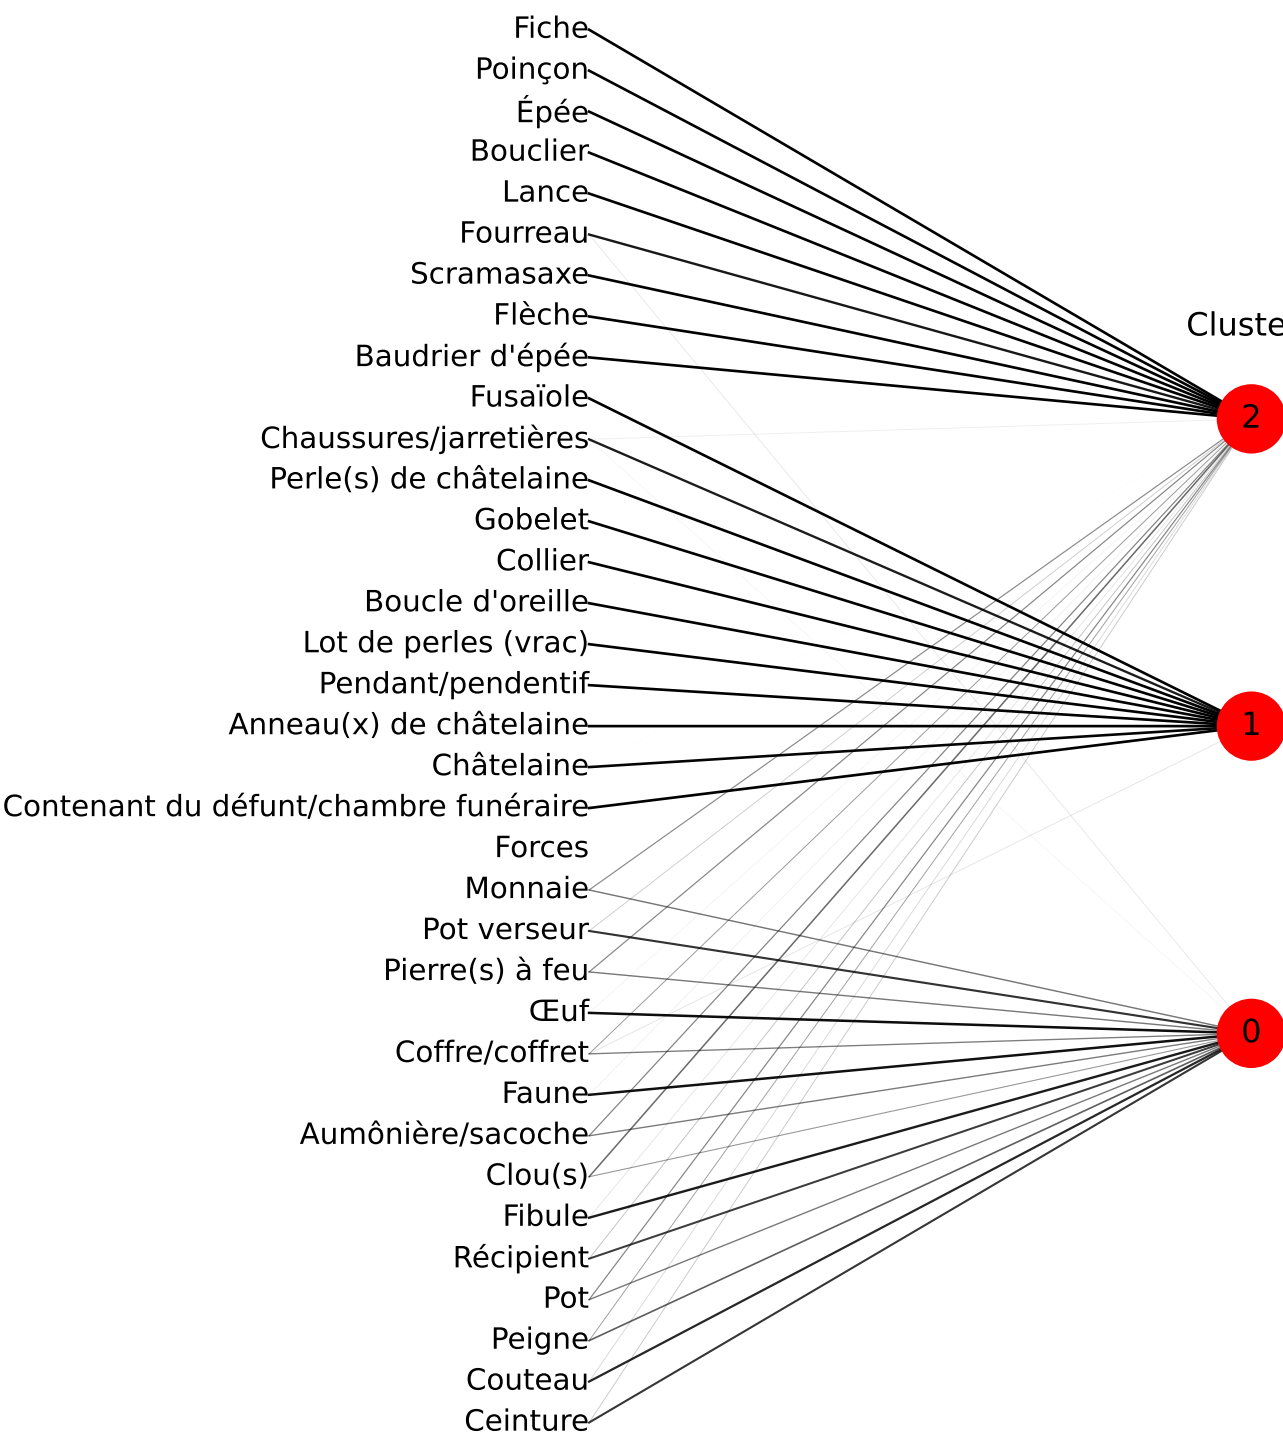 Fiche
Poinçon
Épée
Bouclier
Lance
Fourreau
Scramasaxe
Flèche
Cluste
Baudrier d'épée
Fusaïole
2
Chaussures/jarretières
Perle(s) de châtelaine
Gobelet
Collier
Boucle d'oreille
Lot de perles (vrac)
Pendant/pendentif
Anneau(x) de châtelaine
1
Châtelaine
Contenant du défunt/chambre funéraire
Forces
Monnaie
Pot verseur
Pierre(s) à feu
Œuf
0
Coffre/coffret
Faune
Aumônière/sacoche
Clou(s)
Fibule
Récipient
Pot
Peigne
Couteau
Ceinture